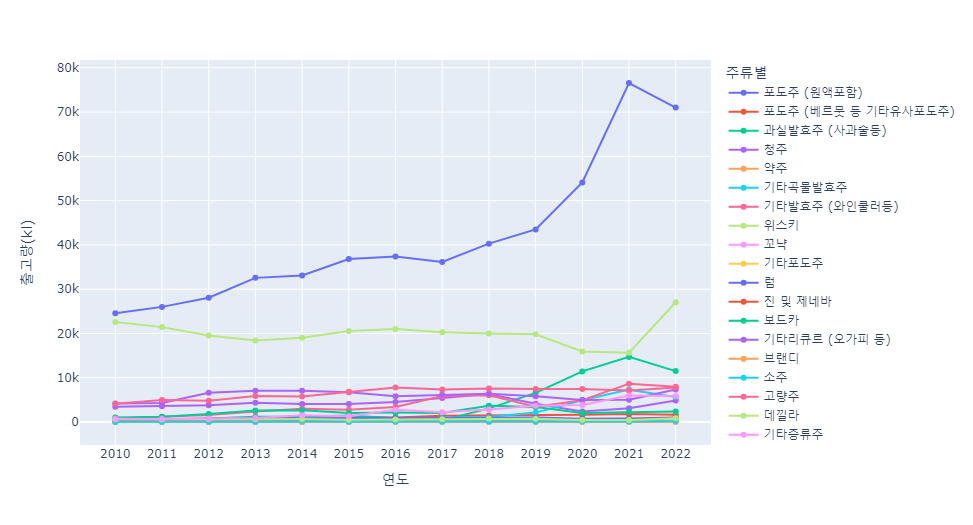 80k
70k
60k
50k
40k
30k
20k
10k
0
출고량(kl)
2010 2011 2012 2013 2014 2015 2016 2017 2018 2019 2020 2021 2022
연도
주류별
포도주 (원액포함)
포도주 (베르뭇 등 기타유사포도주)
과실발효주 (사과술등)
청주
약주
기타곡물발효주
기타발효주 (와인쿨러등)
위스키
꼬냑
기타포도주
럼
진 및 제네바
보드카
기타리큐르 (오가피 등)
브랜디
소주
고량주
데낄라
기타증류주